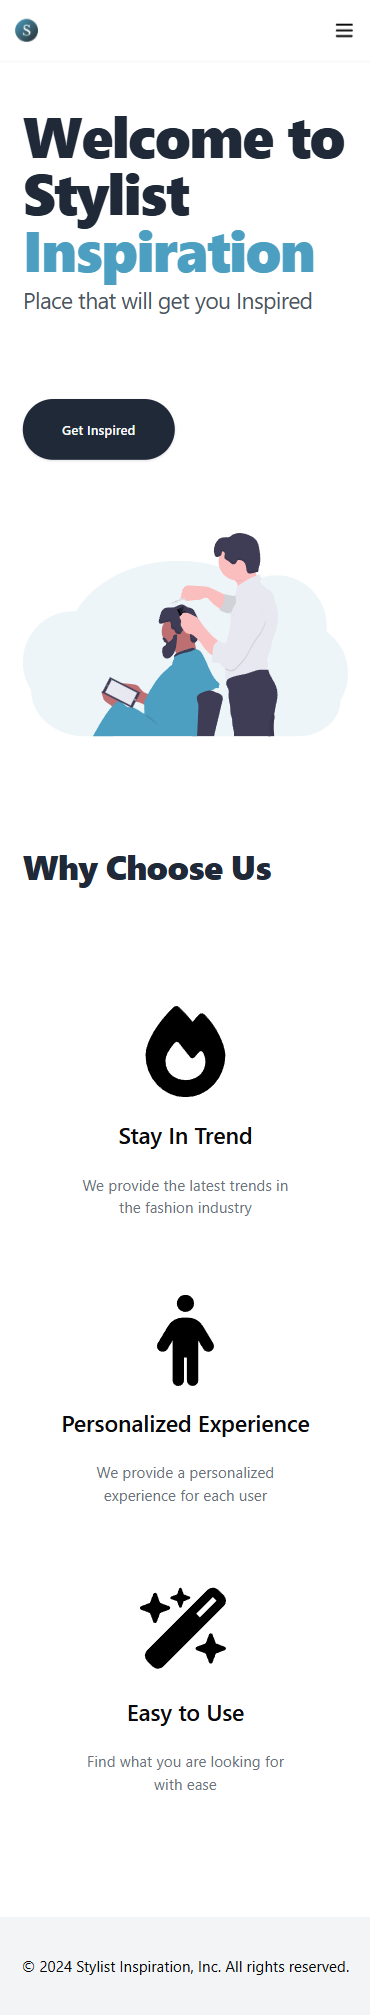 S
Welcome to
Stylist
Inspiration
Place that will get you Inspired
Get Inspired
Why Choose Us
Stay In Trend
We provide the latest trends in
the fashion industry
Personalized Experience
We provide a personalized
experience for each user
Easy to Use
Find what you are looking for
with ease
© 2024 Stylist Inspiration, Inc. All rights reserved.